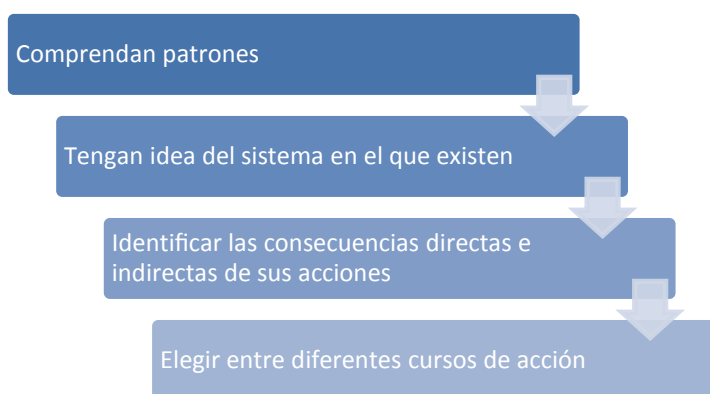 Comprendan patrones
Tengan idea del sistema en el que existen
Identificar las consecuencias directas e
indirectas de sus acciones
Elegir entre diferentes cursos de acción